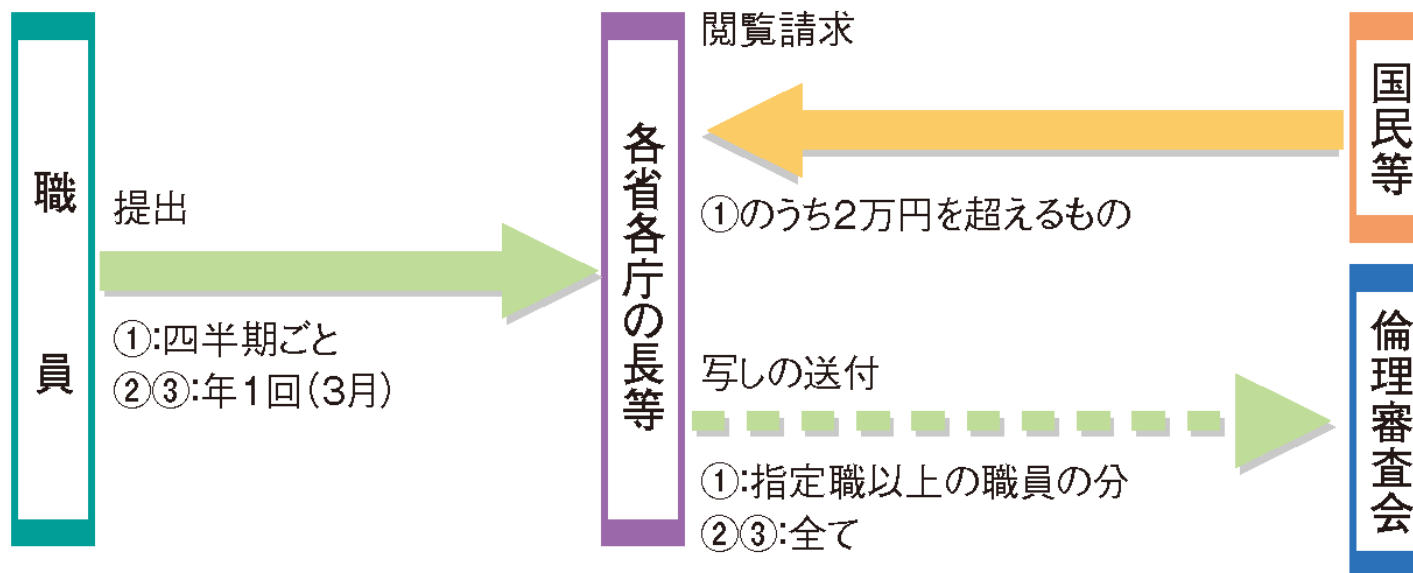 職員
提出
①:四半期ごと
②③:年1回(3月)
各省各庁の長等
閲覧請求
①のうち2万円を超えるもの
写しの送付
①:指定職以上の職員の分
②③:全て
国民等
倫理審査会